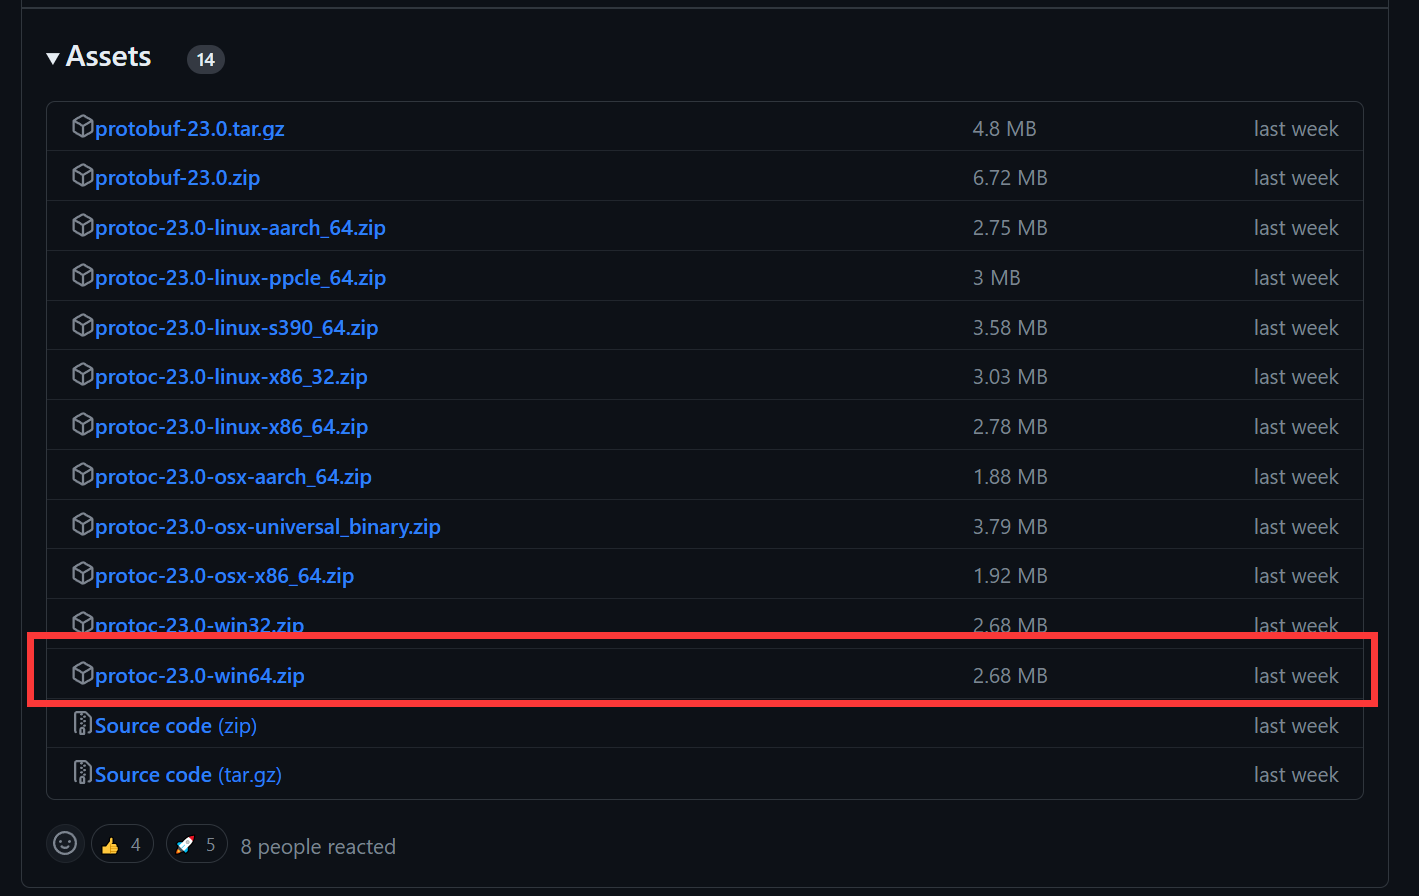 Assets 14
protobuf-23.0.tar.gz 4.8 MB last week
protobuf-23.0.zip 6.72 MB last week
protoc-23.0-linux-aarch_64.zip 2.75 MB last week
protoc-23.0-linux-ppcle_64.zip 3 MB last week
protoc-23.0-linux-s390_64.zip 3.58 MB last week
protoc-23.0-linux-x86_32.zip 3.03 MB last week
protoc-23.0-linux-x86_64.zip 2.78 MB last week
protoc-23.0-osx-aarch_64.zip 1.88 MB last week
protoc-23.0-osx-universal_binary.zip 3.79 MB last week
protoc-23.0-osx-x86_64.zip 1.92 MB last week
protoc-23.0-win32.zip 2.68 MB last week
protoc-23.0-win64.zip 2.68 MB last week
Source code (zip) last week
Source code (tar.gz) last week
👍 4 🚀 5 8 people reacted